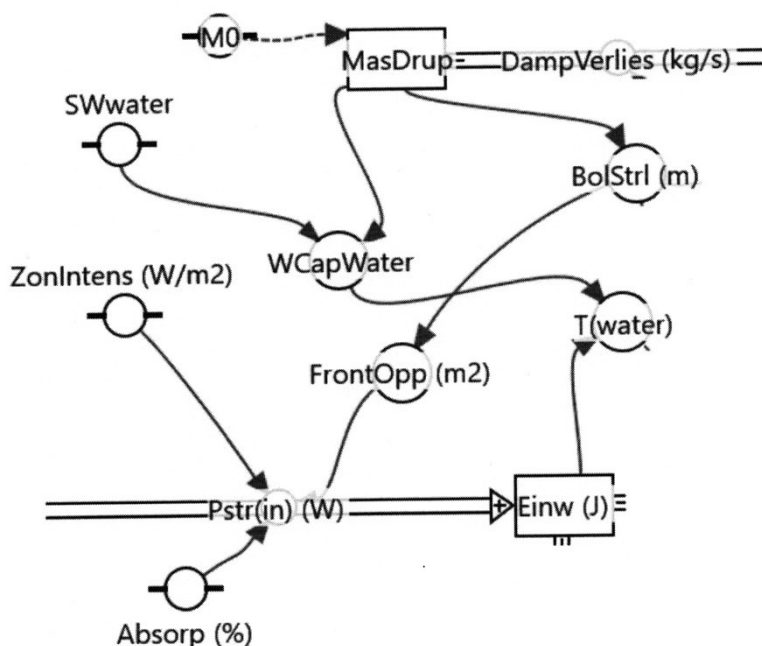 M0
MasDrup
DampVerlies (kg/s)
SWwater
BolStrl (m)
WCapWater
ZonIntens (W/m2)
T(water)
FrontOpp (m2)
Pstr(in) (W)
Einw (J)
Absorp (%)